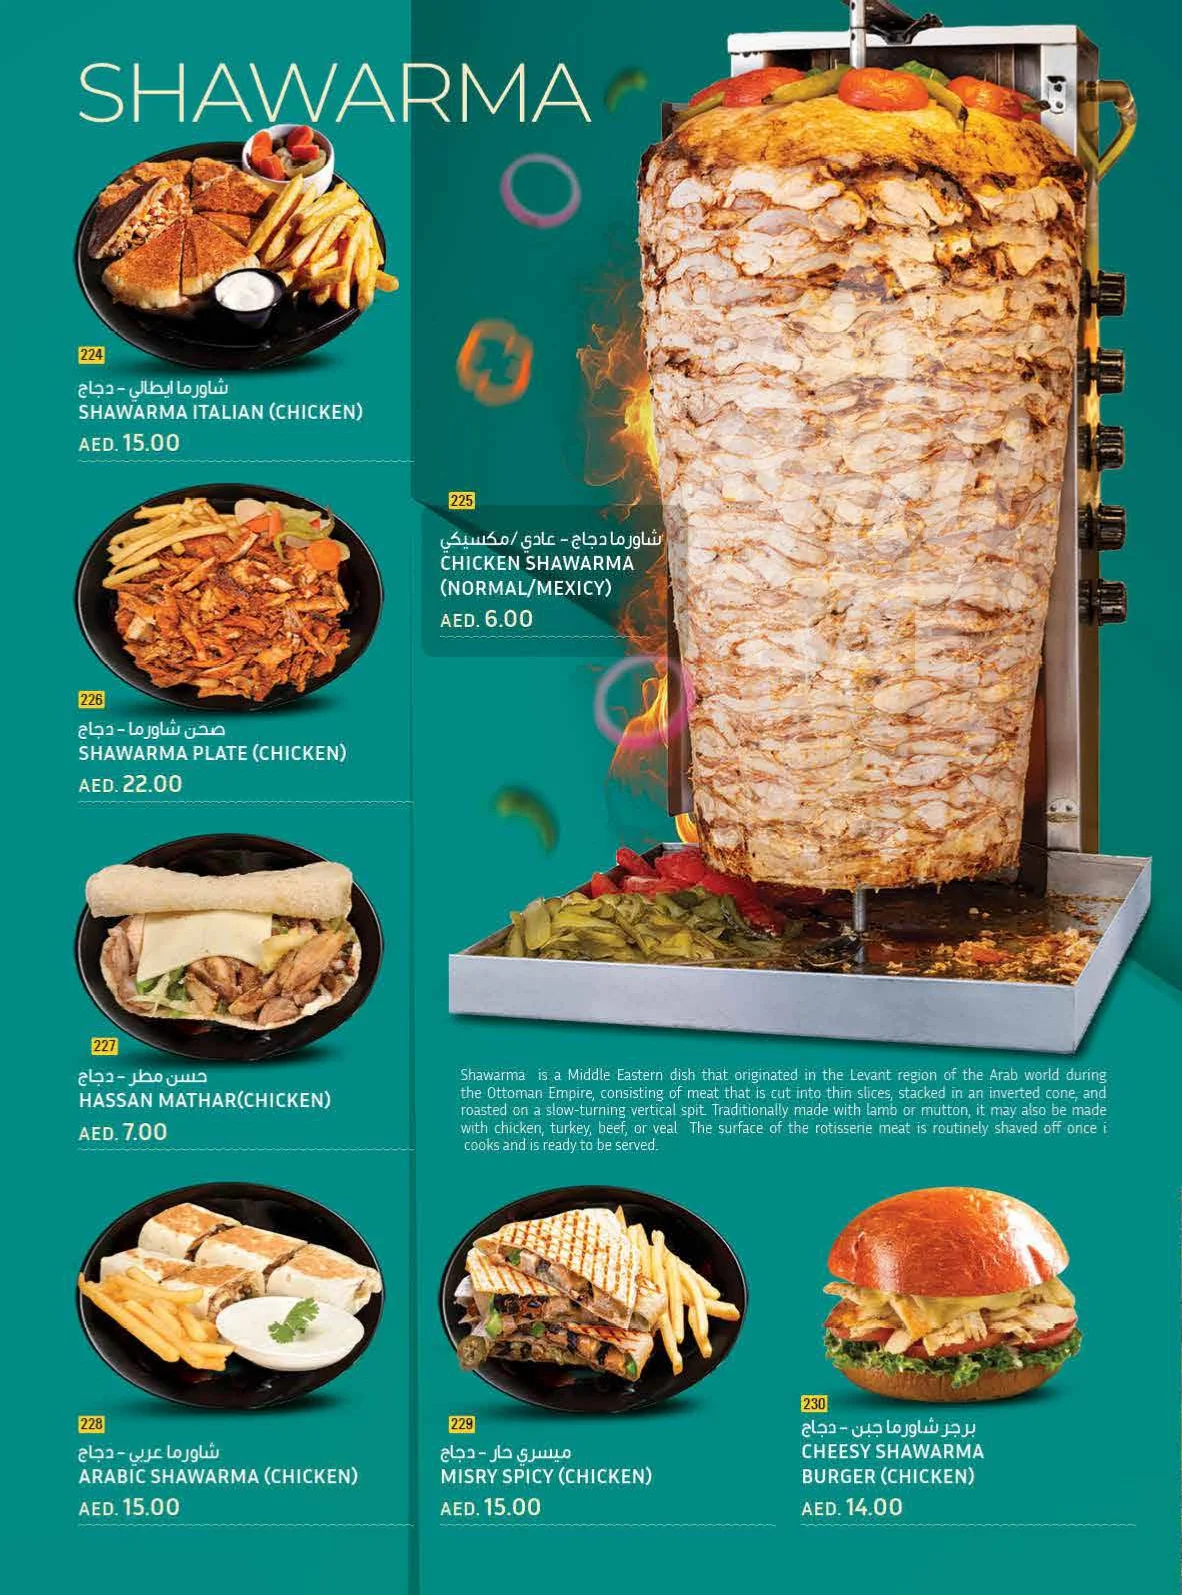 SHAWARMA
224
شاورما ايطالي - دجاج
SHAWARMA ITALIAN (CHICKEN)
AED. 15.00
225
شاورما دجاج - عادي /مكسيكي
CHICKEN SHAWARMA
(NORMAL/MEXICY)
AED. 6.00
226
صحن شاورما - دجاج
SHAWARMA PLATE (CHICKEN)
AED. 22.00
227
حسن مطر - دجاج
HASSAN MATHAR(CHICKEN)
AED. 7.00
Shawarma is a Middle Eastern dish that originated in the Levant region of the Arab world during
the Ottoman Empire, consisting of meat that is cut into thin slices, stacked in an inverted cone, and
roasted on a slow-turning vertical spit. Traditionally made with lamb or mutton, it may also be made
with chicken, turkey, beef, or veal The surface of the rotisserie meat is routinely shaved off once i
cooks and is ready to be served.
228
شاورما عربي - دجاج
ARABIC SHAWARMA (CHICKEN)
AED. 15.00
229
ميسري حار - دجاج
MISRY SPICY (CHICKEN)
AED. 15.00
230
برجر شاورما جبن - دجاج
CHEESY SHAWARMA
BURGER (CHICKEN)
AED. 14.00